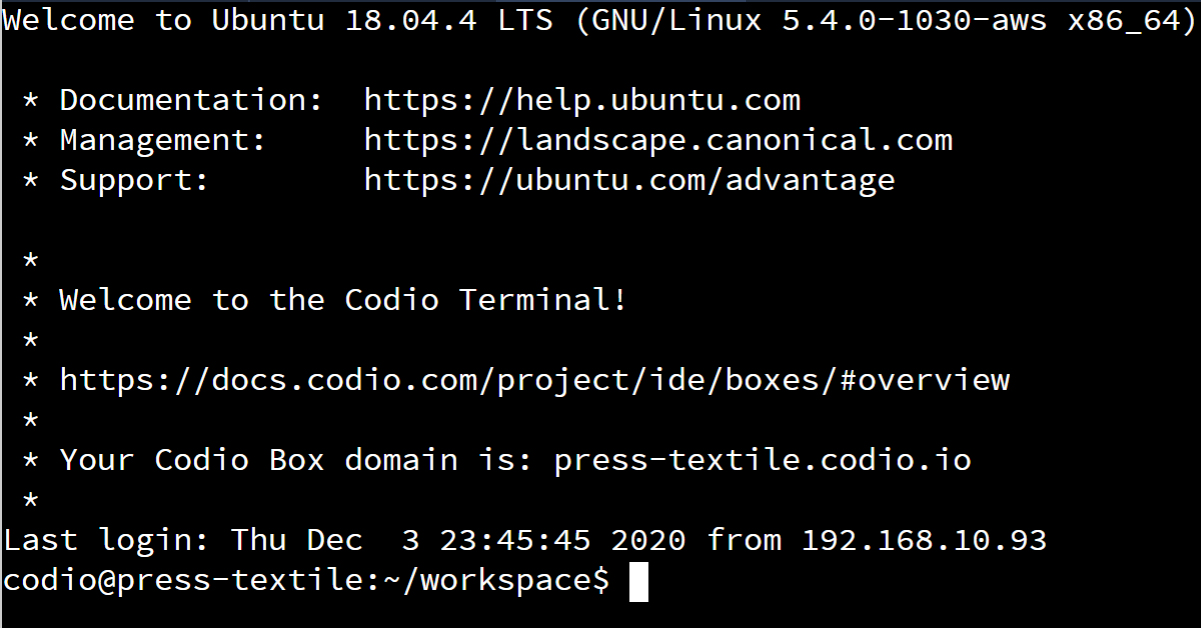 Welcome to Ubuntu 18.04.4 LTS (GNU/Linux 5.4.0-1030-aws x86_64)
* Documentation:  https://help.ubuntu.com
* Management:     https://landscape.canonical.com
* Support:        https://ubuntu.com/advantage
*
* Welcome to the Codio Terminal!
*
* https://docs.codio.com/project/ide/boxes/#overview
*
* Your Codio Box domain is: press-textile.codio.io
*
Last login: Thu Dec  3 23:45:45 2020 from 192.168.10.93
codio@press-textile:~/workspace$